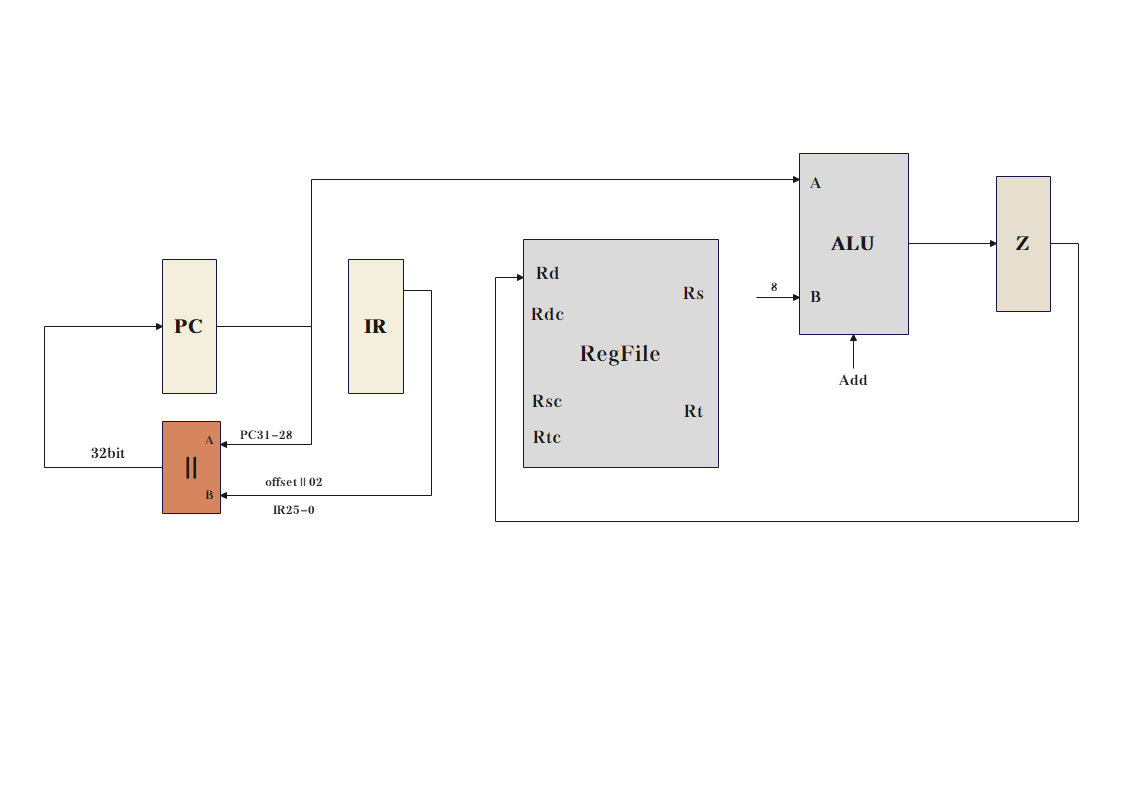 A
ALU
B
8
Add
Z
Rd
Rs
Rdc
RegFile
Rsc
Rt
Rtc
PC
IR
PC31-28
A
||
B
32bit
offset || 02
IR25-0